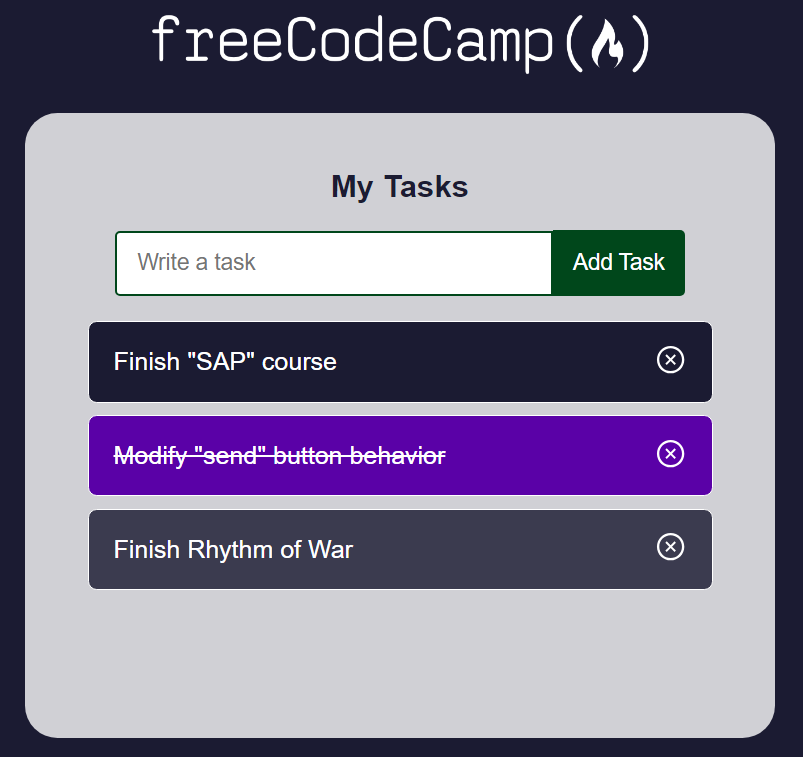 freeCodeCamp(🔥)
My Tasks
Write a task
Add Task
Finish "SAP" course
Modify "send" button behavior
Finish Rhythm of War